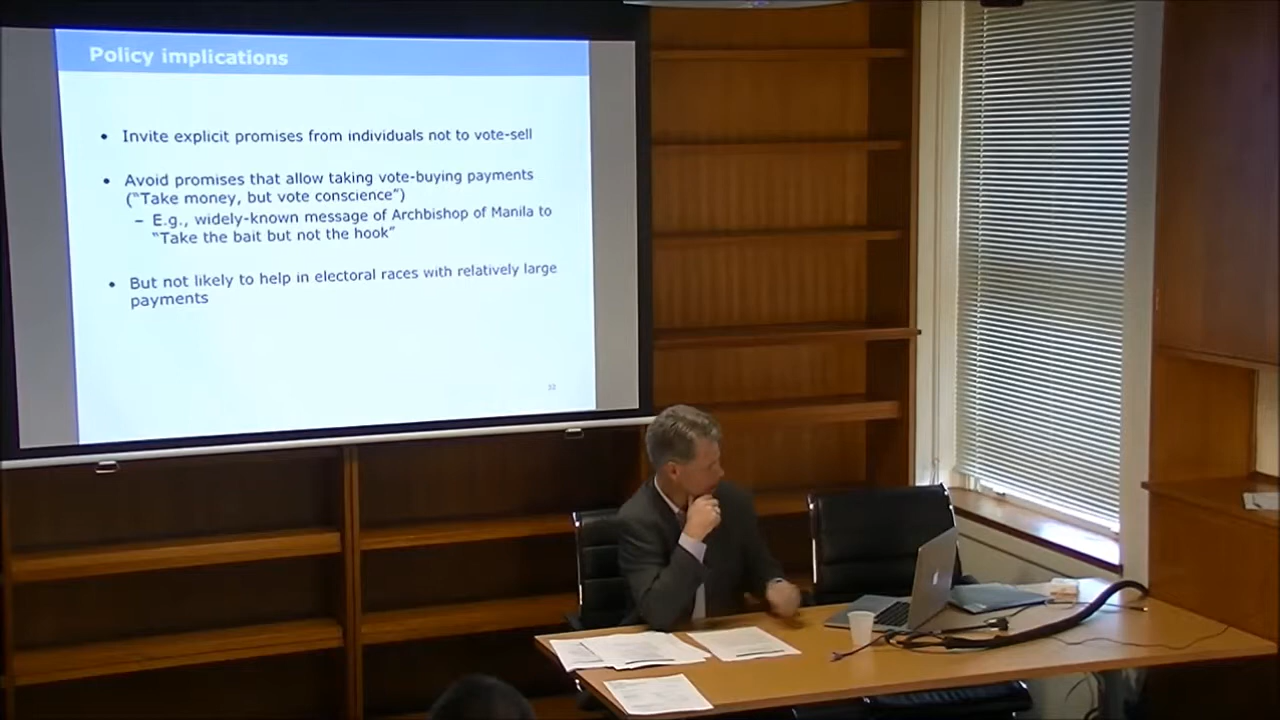 Policy implications
• Invite explicit promises from individuals not to vote-sell
• Avoid promises that allow taking vote-buying payments
("Take money, but vote conscience")
– E.g., widely-known message of Archbishop of Manila to
"Take the bait but not the hook"
• But not likely to help in electoral races with relatively large
payments
32